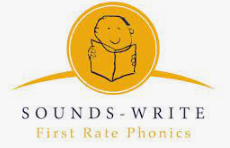 SOUNDS-WRITE
First Rate Phonics